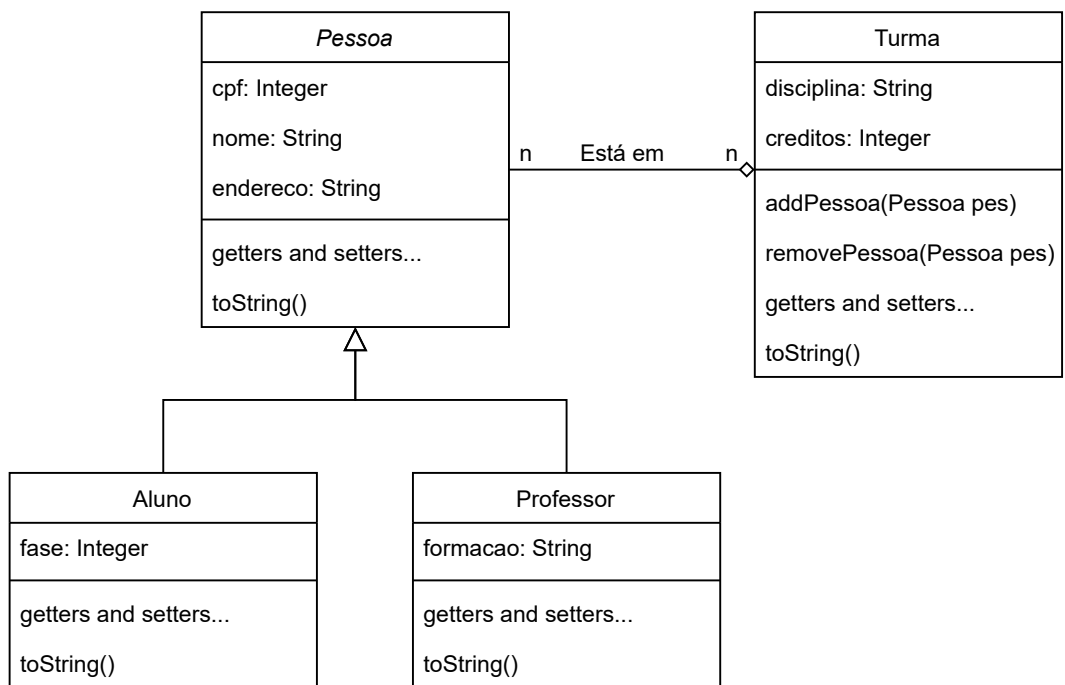 Pessoa
cpf: Integer
nome: String
endereco: String
getters and setters...
toString()
n Está em n
Turma
disciplina: String
creditos: Integer
addPessoa(Pessoa pes)
removePessoa(Pessoa pes)
getters and setters...
toString()
Aluno
fase: Integer
getters and setters...
toString()
Professor
formacao: String
getters and setters...
toString()